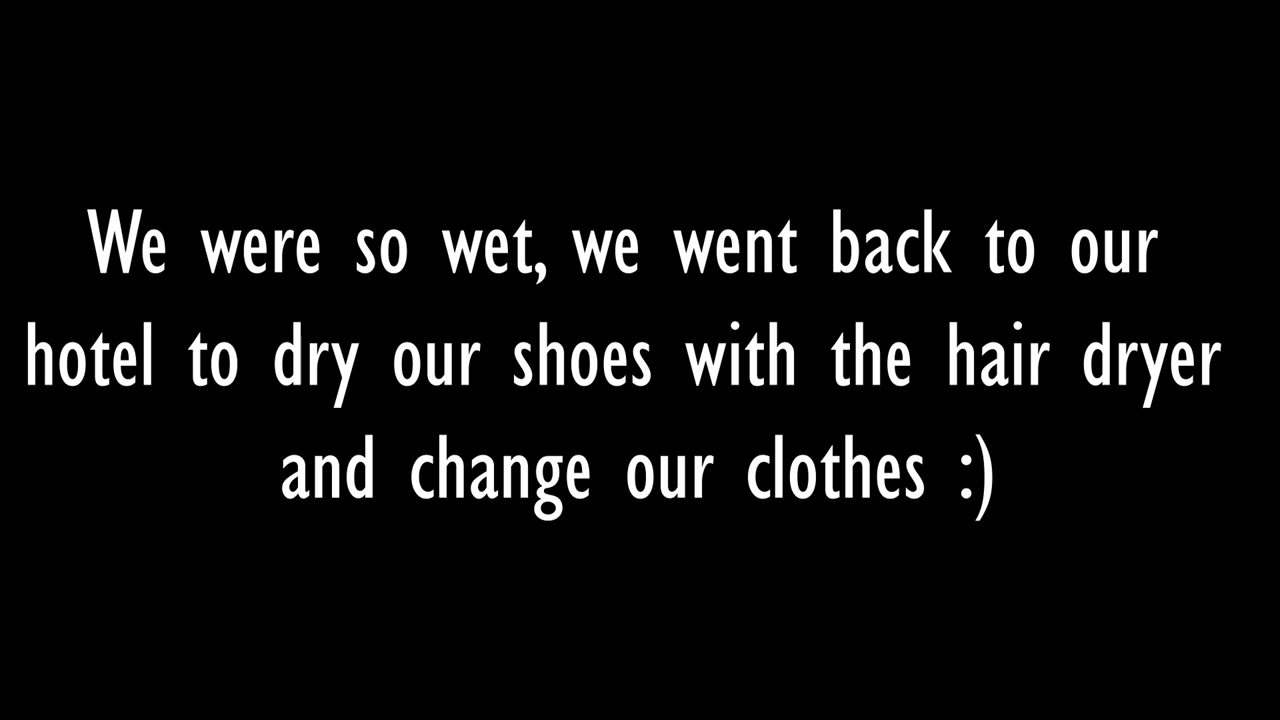 We were so wet, we went back to our
hotel to dry our shoes with the hair dryer
and change our clothes :)